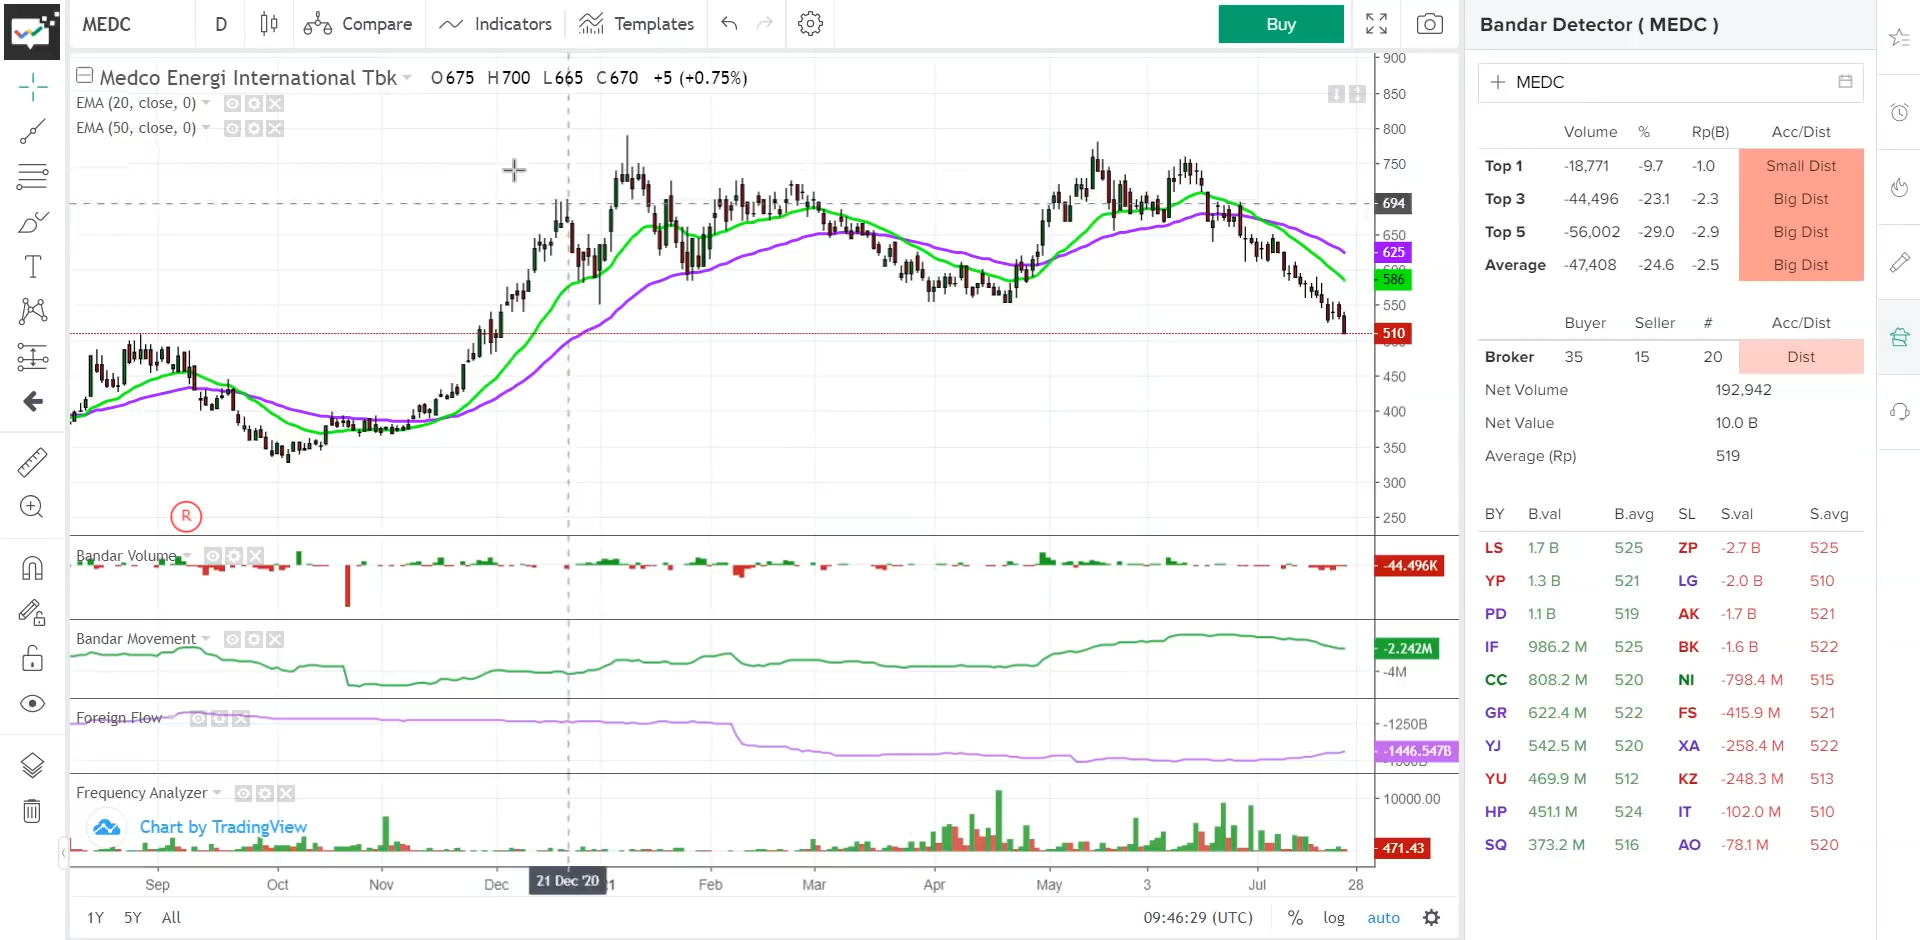 MEDC D Compare Indicators Templates Buy
Medco Energi International Tbk O675 H700 L665 C670 +5 (+0.75%)
EMA (20, close, 0)
EMA (50, close, 0)
900
850
800
750
694
650
625
586
550
510
450
400
350
300
250
R
Bandar Volume
-44.496K
Bandar Movement
-2.242M
-4M
Foreign Flow
-1250B
-1446.547B
Frequency Analyzer
10000.00
Chart by TradingView
471.43
Sep Oct Nov Dec 21 Dec '20 Feb Mar Apr May 3 Jul 28
1Y 5Y All 09:46:29 (UTC) % log auto
Bandar Detector ( MEDC )
MEDC
Volume % Rp(B) Acc/Dist
Top 1 -18,771 -9.7 -1.0 Small Dist
Top 3 -44,496 -23.1 -2.3 Big Dist
Top 5 -56,002 -29.0 -2.9 Big Dist
Average -47,408 -24.6 -2.5 Big Dist
Buyer Seller # Acc/Dist
Broker 35 15 20 Dist
Net Volume 192,942
Net Value 10.0 B
Average (Rp) 519
BY B.val B.avg SL S.val S.avg
LS 1.7 B 525 ZP -2.7 B 525
YP 1.3 B 521 LG -2.0 B 510
PD 1.1 B 519 AK -1.7 B 521
IF 986.2 M 525 BK -1.6 B 522
CC 808.2 M 520 NI -798.4 M 515
GR 622.4 M 522 FS -415.9 M 521
YJ 542.5 M 520 XA -258.4 M 522
YU 469.9 M 512 KZ -248.3 M 513
HP 451.1 M 524 IT -102.0 M 510
SQ 373.2 M 516 AO -78.1 M 520